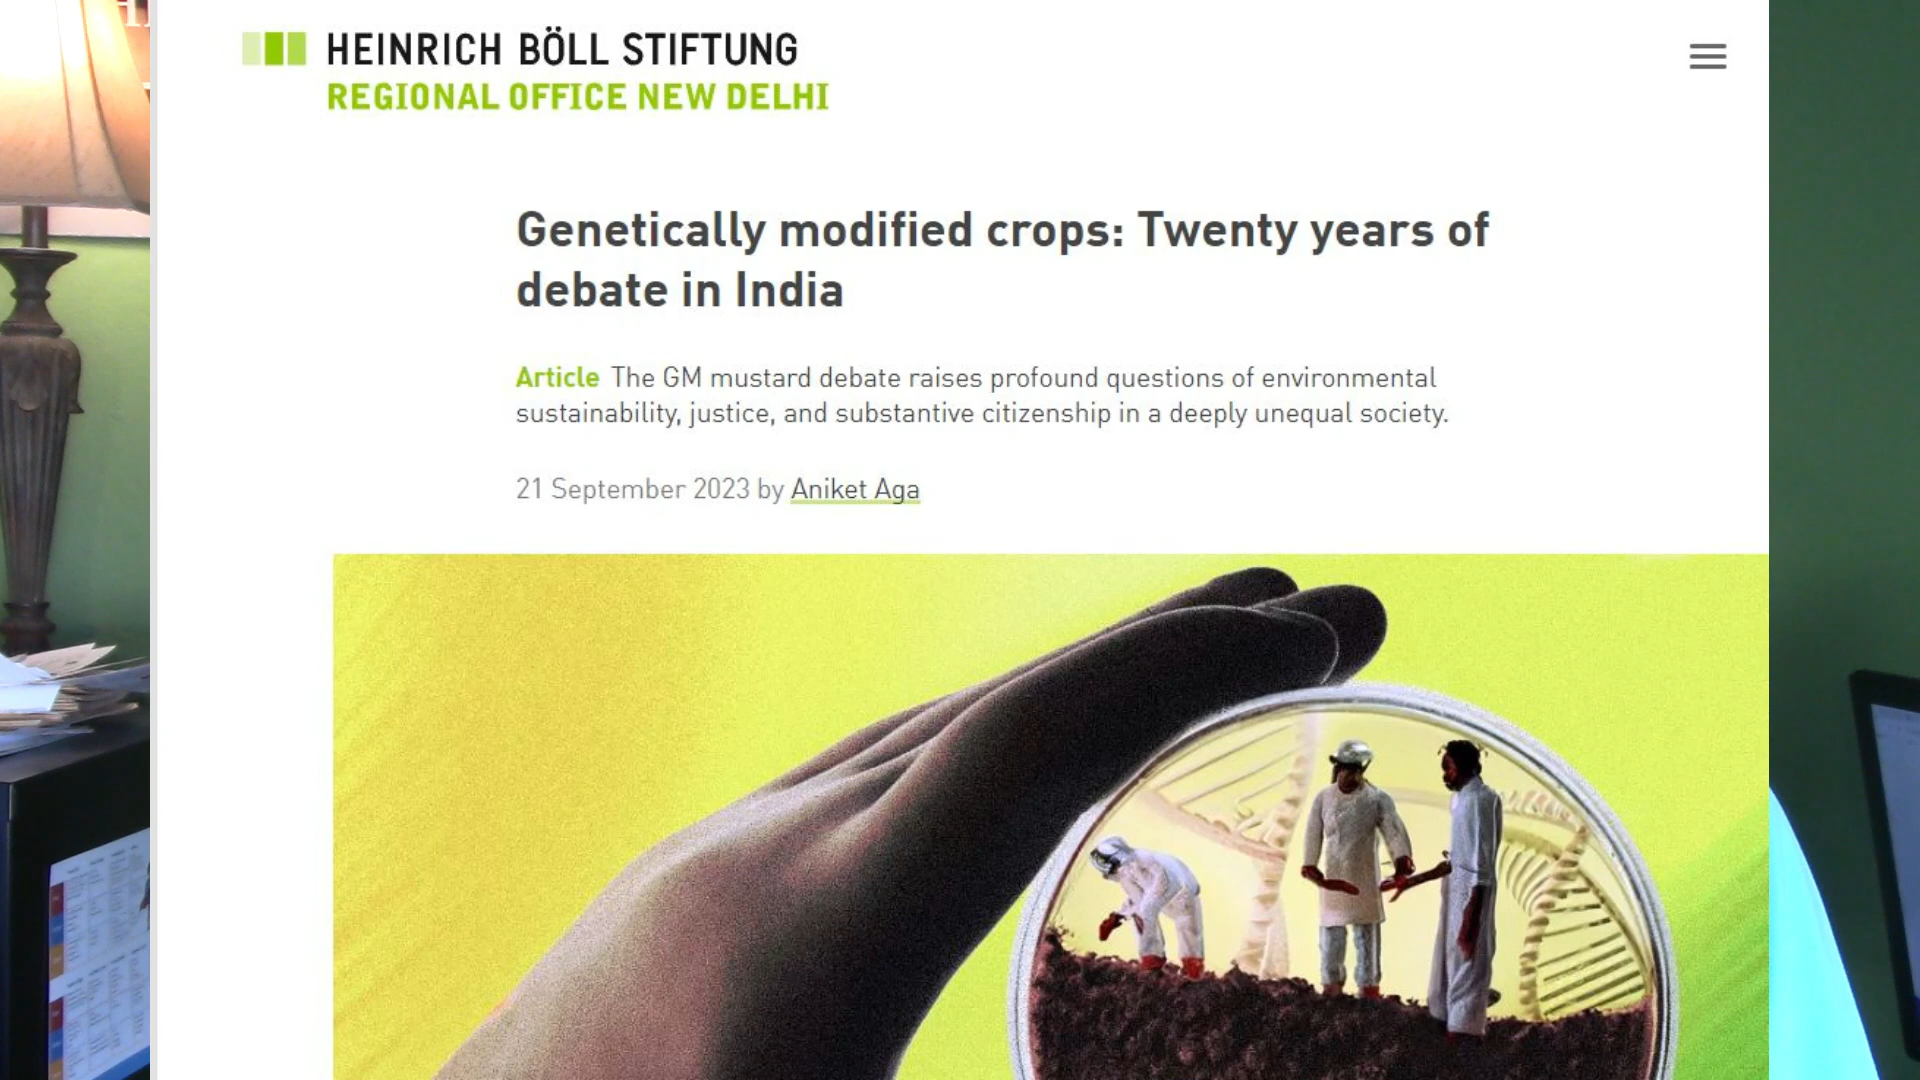 HEINRICH BÖLL STIFTUNG
REGIONAL OFFICE NEW DELHI
Genetically modified crops: Twenty years of
debate in India
Article The GM mustard debate raises profound questions of environmental
sustainability, justice, and substantive citizenship in a deeply unequal society.
21 September 2023 by Aniket Aga